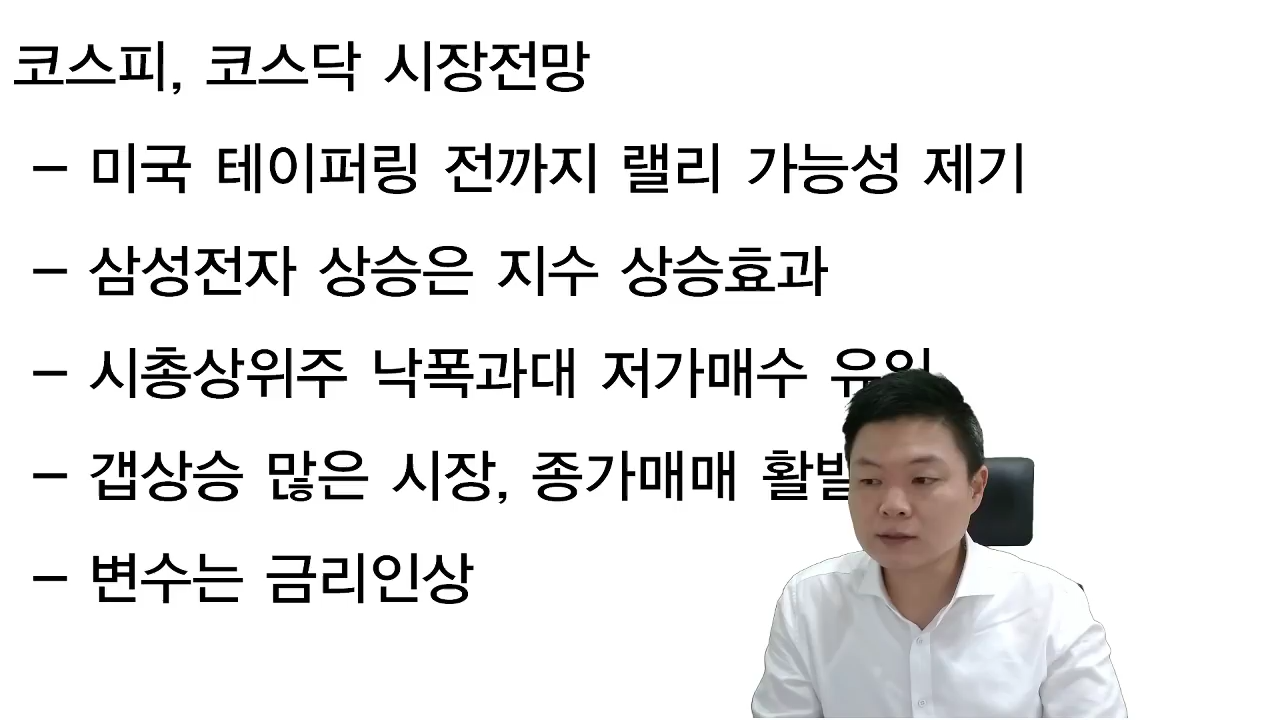 코스피, 코스닥 시장전망
- 미국 테이퍼링 전까지 랠리 가능성 제기
- 삼성전자 상승은 지수 상승효과
- 시총상위주 낙폭과대 저가매수
- 갭상승 많은 시장, 종가매매
- 변수는 금리인상